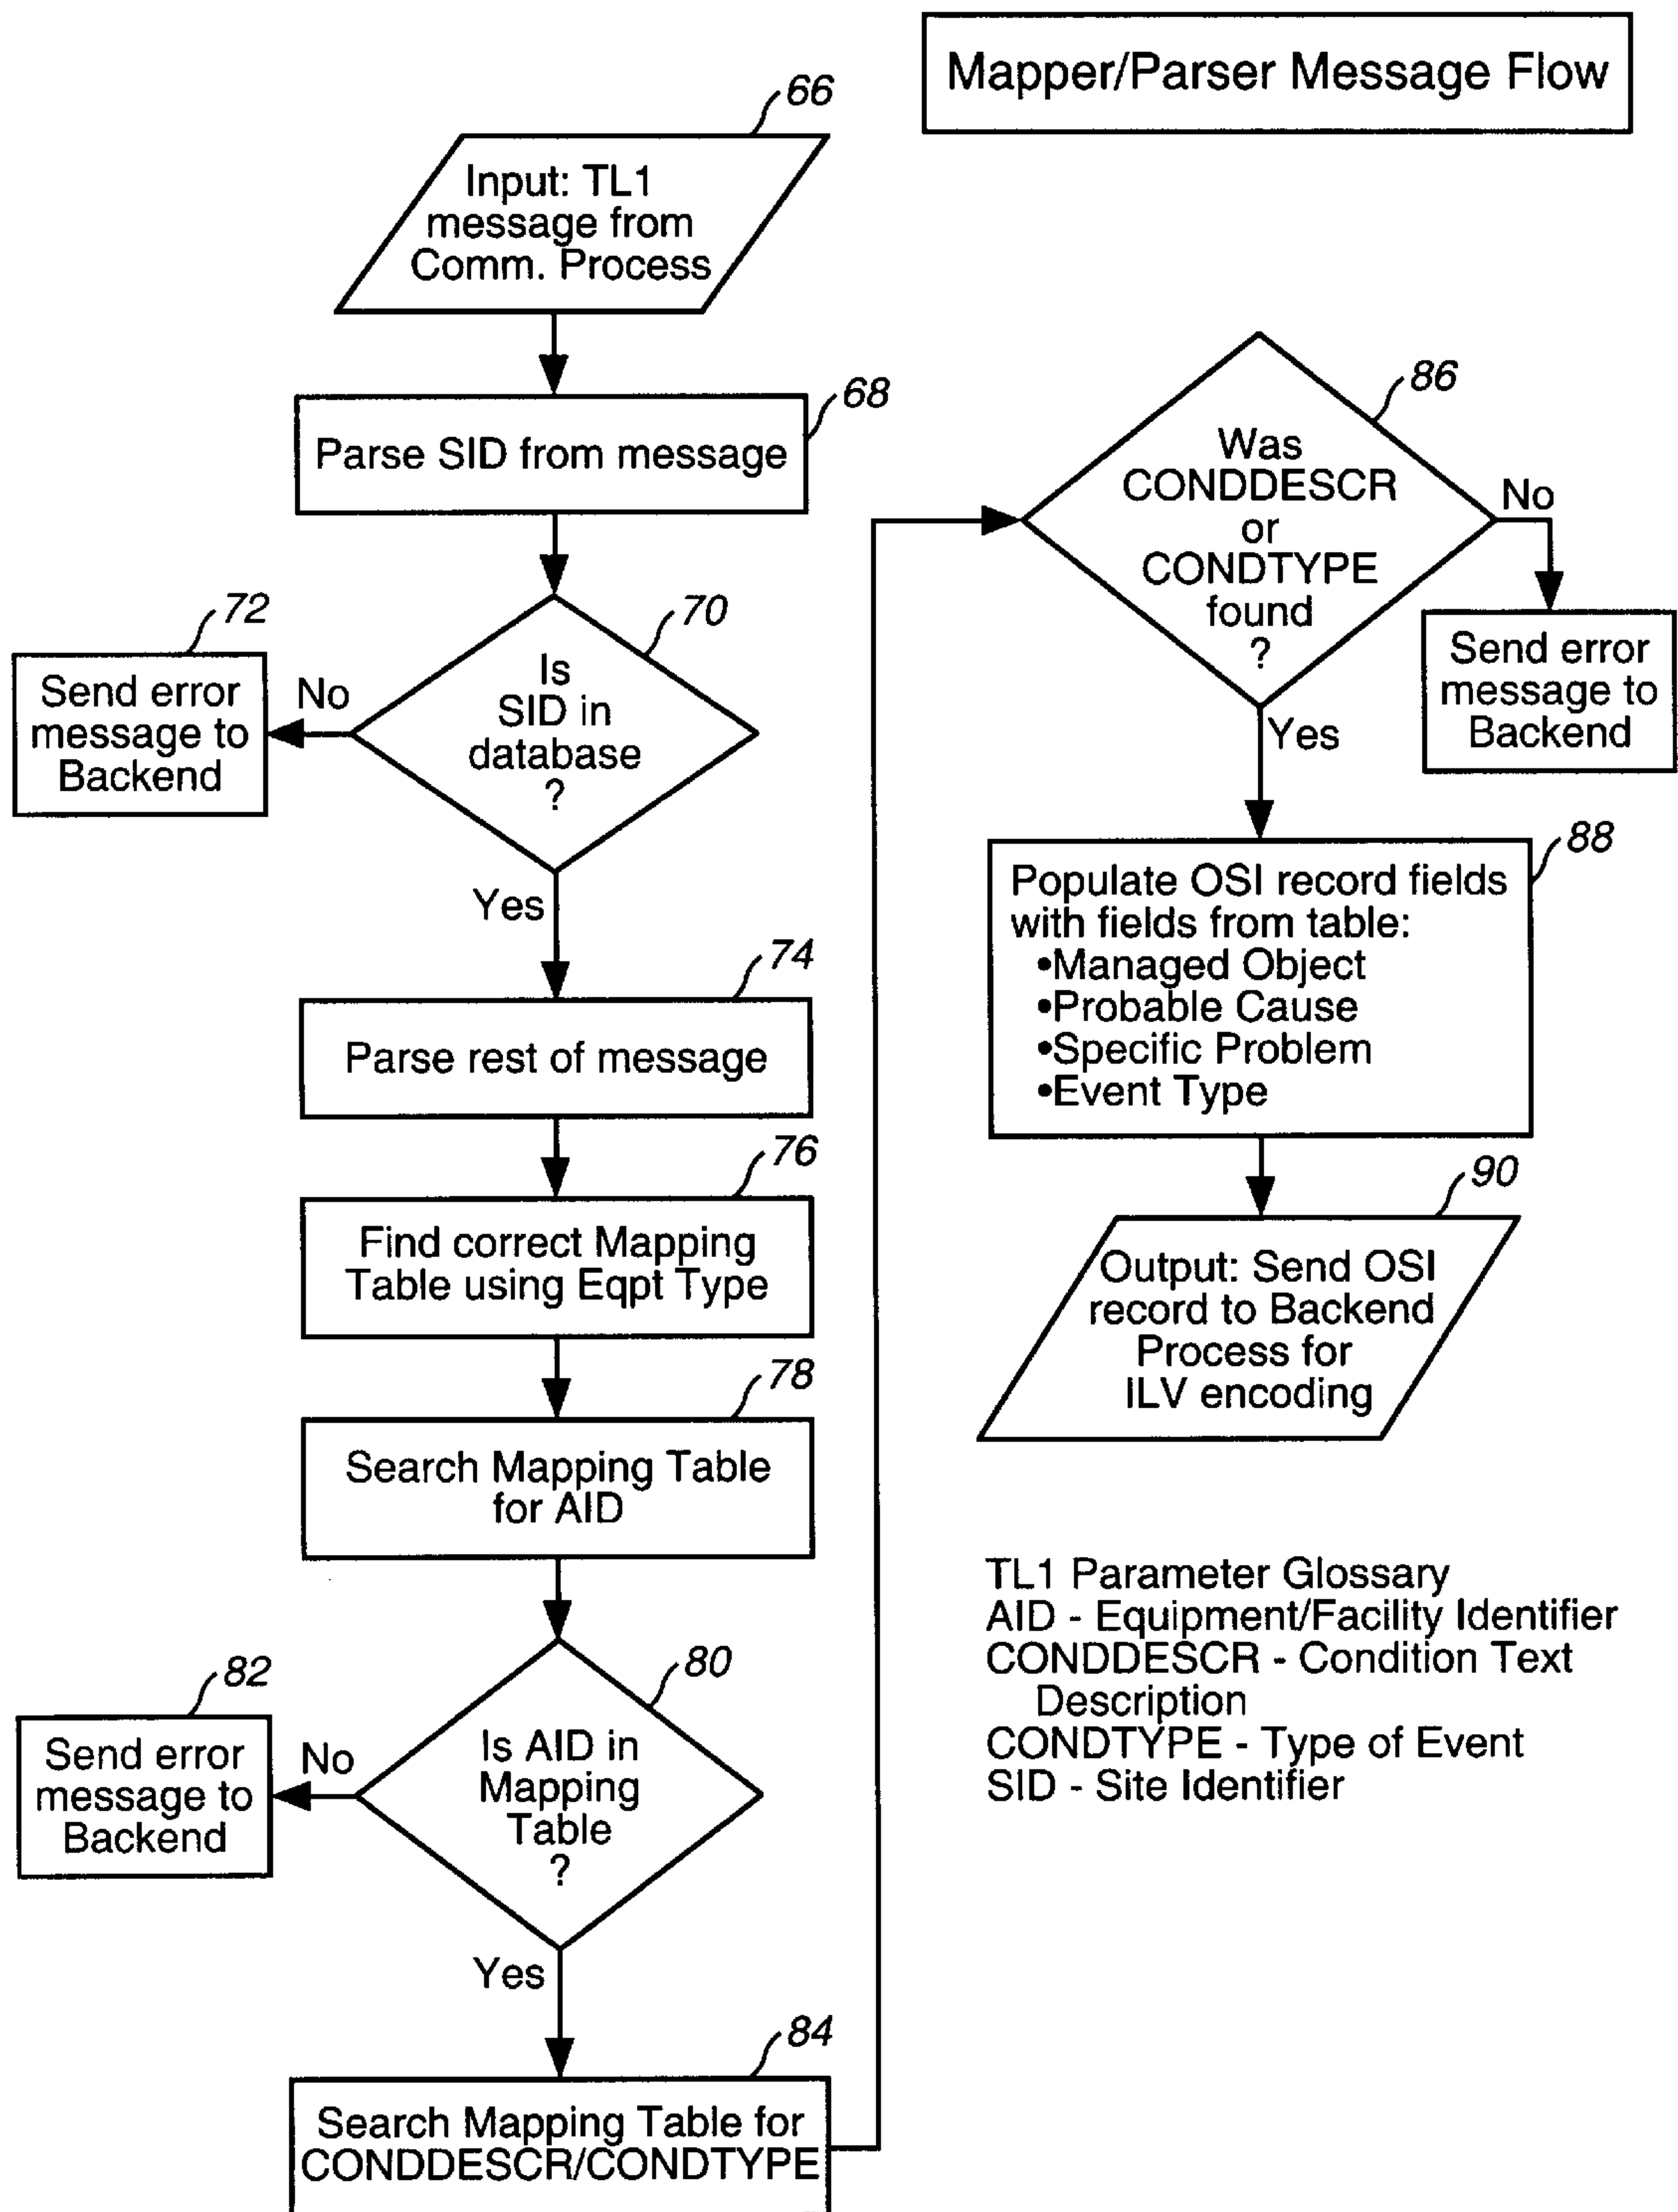 Mapper/Parser Message Flow
66
Input: TL1
message from
Comm. Process
68
Parse SID from message
70
Is
SID in
database
?
No
72
Send error
message to
Backend
Yes
74
Parse rest of message
76
Find correct Mapping
Table using Eqpt Type
78
Search Mapping Table
for AID
80
Is AID in
Mapping
Table
?
No
82
Send error
message to
Backend
Yes
84
Search Mapping Table for
CONDDESCR/CONDTYPE
86
Was
CONDDESCR
or
CONDTYPE
found
?
No
Send error
message to
Backend
Yes
88
Populate OSI record fields
with fields from table:
•Managed Object
•Probable Cause
•Specific Problem
•Event Type
90
Output: Send OSI
record to Backend
Process for
ILV encoding
TL1 Parameter Glossary
AID - Equipment/Facility Identifier
CONDDESCR - Condition Text
Description
CONDTYPE - Type of Event
SID - Site Identifier